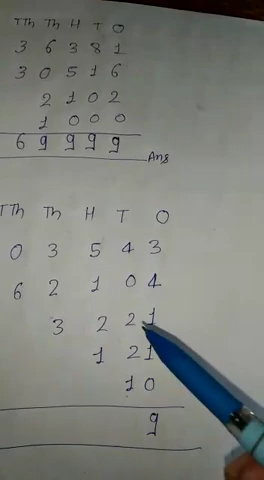 TTh Th H T O
3 6 3 8 1
3 0 5 1 6
2 1 0 2
1 0 0 0
6 9 9 9 9 Ans
TTh Th H T O
0 3 5 4 3
6 2 1 0 4
3 2 2 1
1 2 1
1 0
9